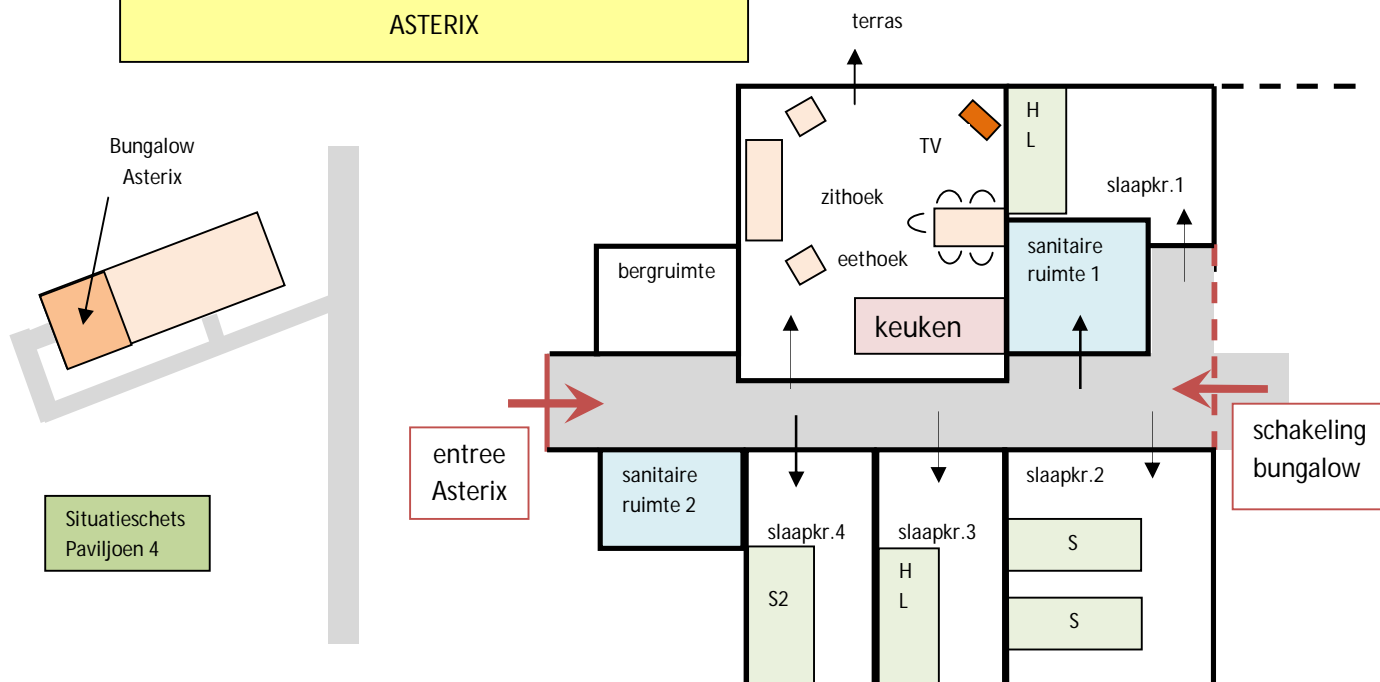 ASTERIX
terras
Bungalow
Asterix
H
L
TV
slaapkr.1
zithoek
sanitaire
ruimte 1
eethoek
bergruimte
keuken
entree
Asterix
schakeling
bungalow
sanitaire
ruimte 2
slaapkr.2
Situatieschets
Paviljoen 4
slaapkr.4
slaapkr.3
S
H
L
S2
S